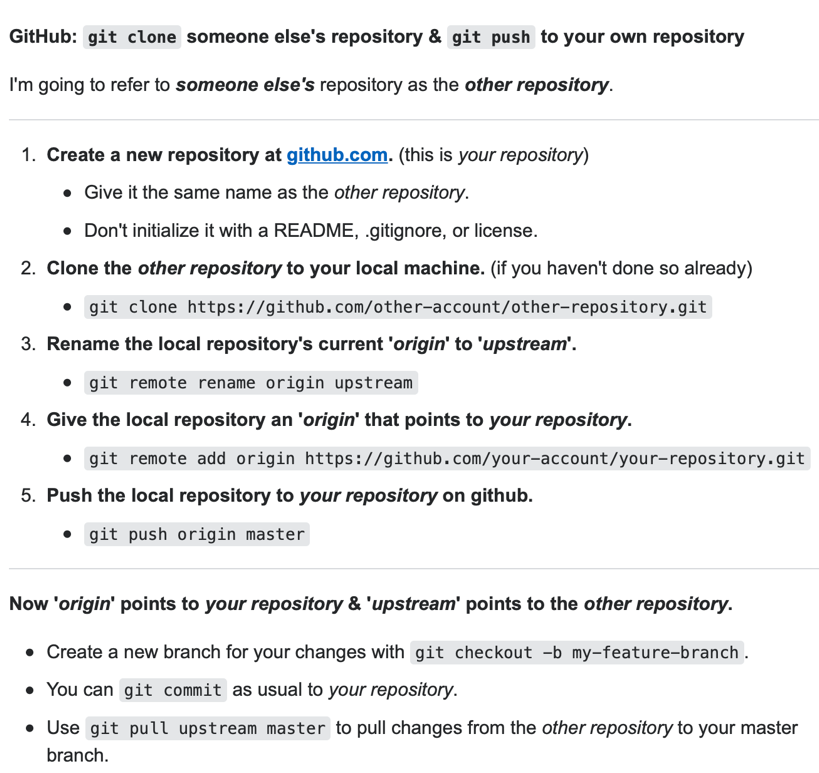 GitHub: git clone someone else's repository & git push to your own repository
I'm going to refer to someone else's repository as the other repository.
1. Create a new repository at github.com. (this is your repository)
• Give it the same name as the other repository.
• Don't initialize it with a README, .gitignore, or license.
2. Clone the other repository to your local machine. (if you haven't done so already)
• git clone https://github.com/other-account/other-repository.git
3. Rename the local repository's current 'origin' to 'upstream'.
• git remote rename origin upstream
4. Give the local repository an 'origin' that points to your repository.
• git remote add origin https://github.com/your-account/your-repository.git
5. Push the local repository to your repository on github.
• git push origin master
Now 'origin' points to your repository & 'upstream' points to the other repository.
• Create a new branch for your changes with git checkout -b my-feature-branch.
• You can git commit as usual to your repository.
• Use git pull upstream master to pull changes from the other repository to your master
branch.